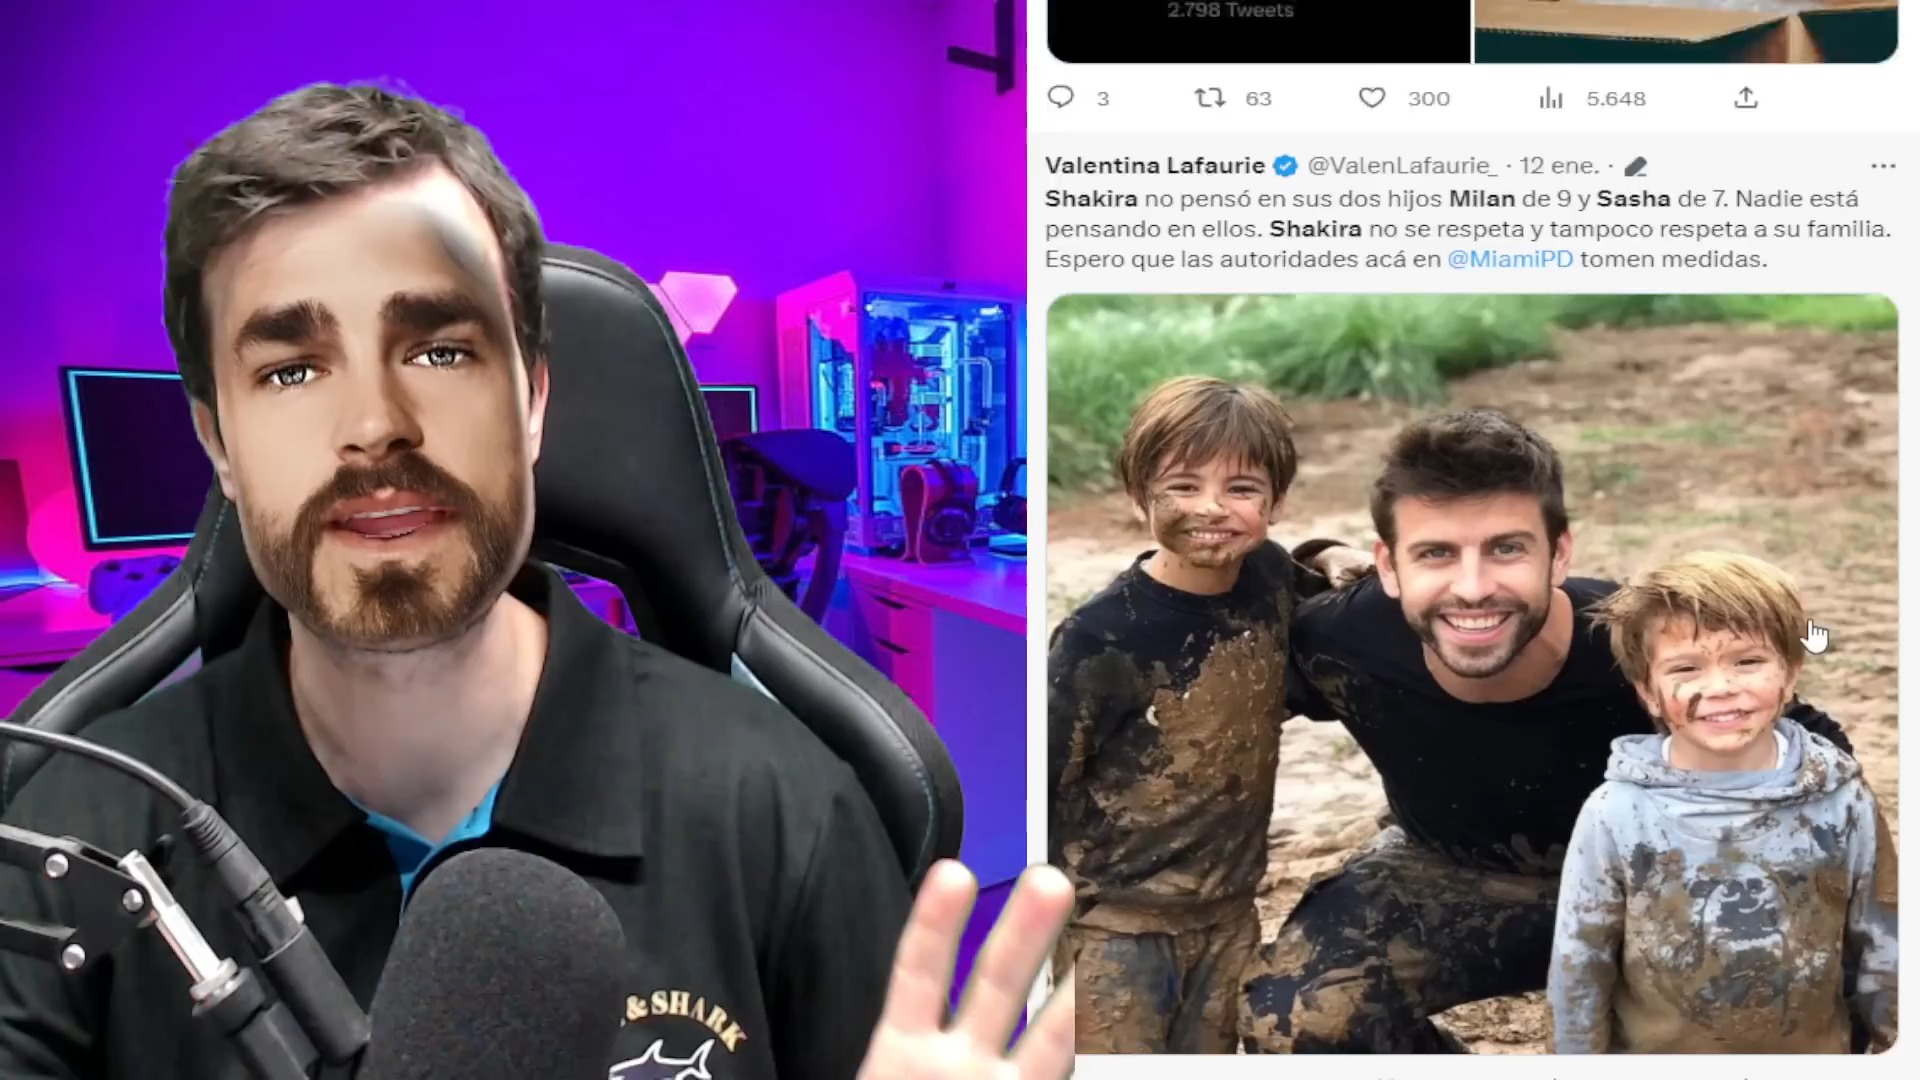 2.798 Tweets
3 63 300 5.648
Valentina Lafaurie @ValenLafaurie_ · 12 ene. ·
Shakira no pensó en sus dos hijos Milan de 9 y Sasha de 7. Nadie está
pensando en ellos. Shakira no se respeta y tampoco respeta a su familia.
Espero que las autoridades acá en @MiamiPD tomen medidas.
& SHARK